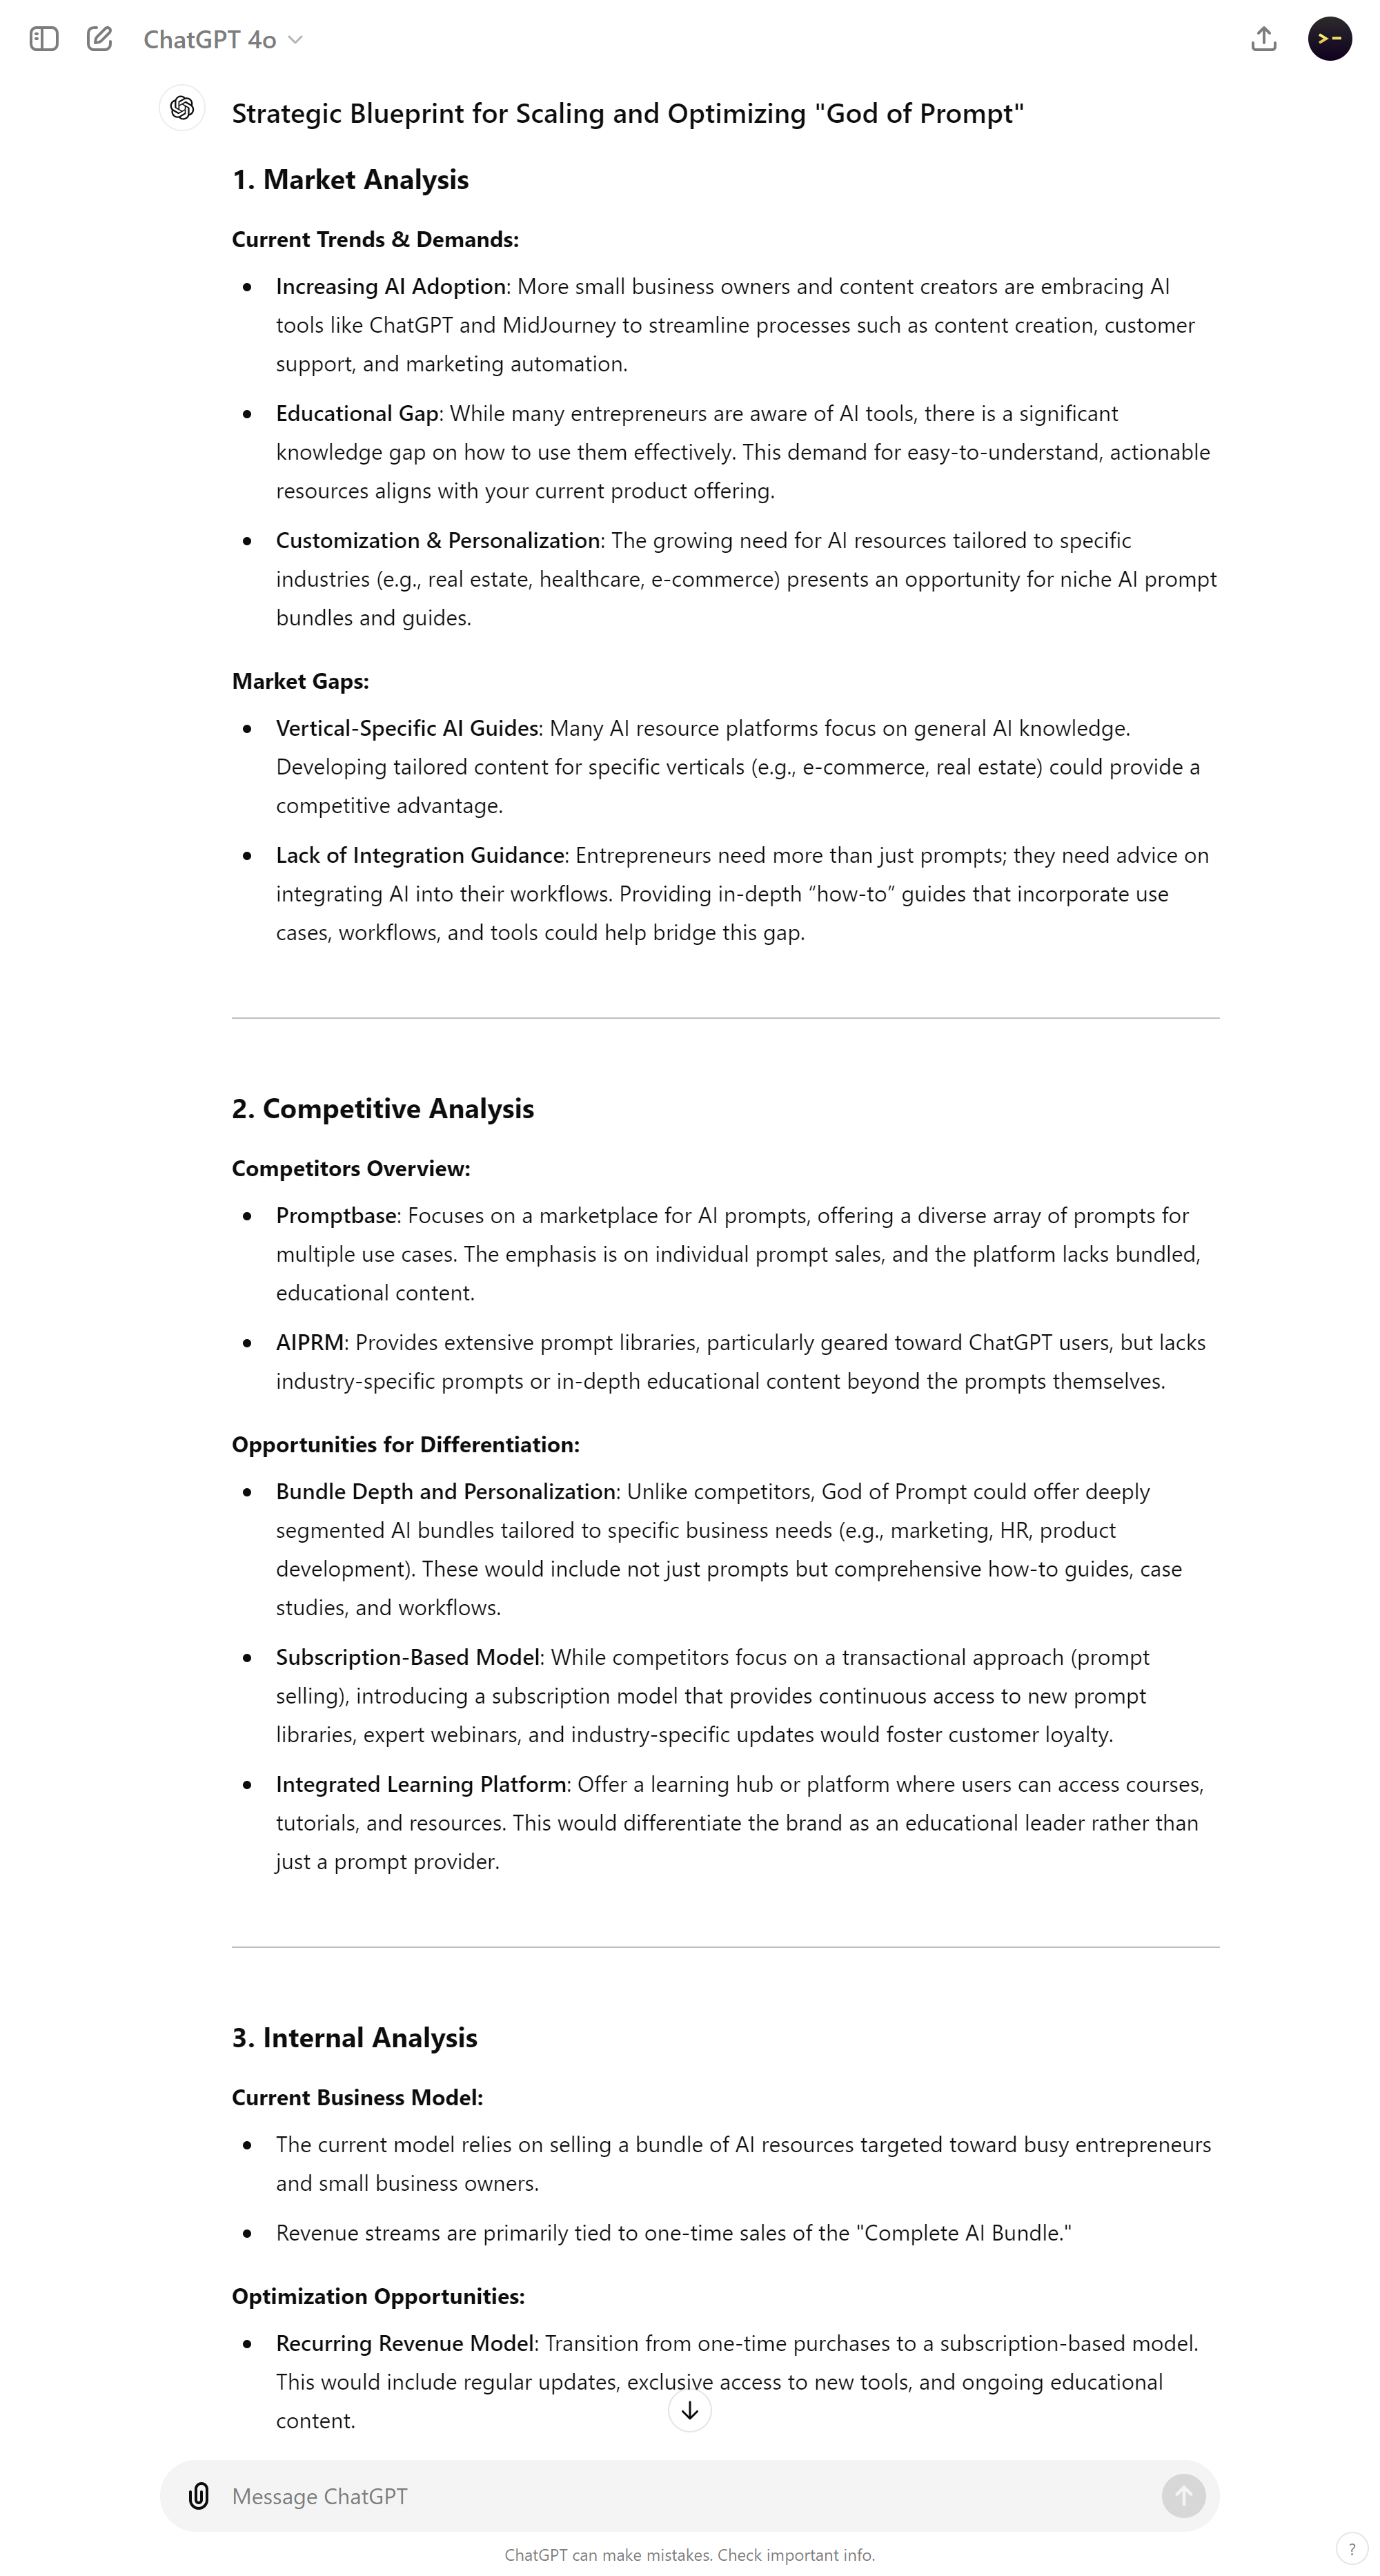 ChatGPT 4o
Strategic Blueprint for Scaling and Optimizing "God of Prompt"
1. Market Analysis
Current Trends & Demands:
• Increasing AI Adoption: More small business owners and content creators are embracing AI
tools like ChatGPT and MidJourney to streamline processes such as content creation, customer
support, and marketing automation.
• Educational Gap: While many entrepreneurs are aware of AI tools, there is a significant
knowledge gap on how to use them effectively. This demand for easy-to-understand, actionable
resources aligns with your current product offering.
• Customization & Personalization: The growing need for AI resources tailored to specific
industries (e.g., real estate, healthcare, e-commerce) presents an opportunity for niche AI prompt
bundles and guides.
Market Gaps:
• Vertical-Specific AI Guides: Many AI resource platforms focus on general AI knowledge.
Developing tailored content for specific verticals (e.g., e-commerce, real estate) could provide a
competitive advantage.
• Lack of Integration Guidance: Entrepreneurs need more than just prompts; they need advice on
integrating AI into their workflows. Providing in-depth “how-to” guides that incorporate use
cases, workflows, and tools could help bridge this gap.
2. Competitive Analysis
Competitors Overview:
• Promptbase: Focuses on a marketplace for AI prompts, offering a diverse array of prompts for
multiple use cases. The emphasis is on individual prompt sales, and the platform lacks bundled,
educational content.
• AIPRM: Provides extensive prompt libraries, particularly geared toward ChatGPT users, but lacks
industry-specific prompts or in-depth educational content beyond the prompts themselves.
Opportunities for Differentiation:
• Bundle Depth and Personalization: Unlike competitors, God of Prompt could offer deeply
segmented AI bundles tailored to specific business needs (e.g., marketing, HR, product
development). These would include not just prompts but comprehensive how-to guides, case
studies, and workflows.
• Subscription-Based Model: While competitors focus on a transactional approach (prompt
selling), introducing a subscription model that provides continuous access to new prompt
libraries, expert webinars, and industry-specific updates would foster customer loyalty.
• Integrated Learning Platform: Offer a learning hub or platform where users can access courses,
tutorials, and resources. This would differentiate the brand as an educational leader rather than
just a prompt provider.
3. Internal Analysis
Current Business Model:
• The current model relies on selling a bundle of AI resources targeted toward busy entrepreneurs
and small business owners.
• Revenue streams are primarily tied to one-time sales of the "Complete AI Bundle."
Optimization Opportunities:
• Recurring Revenue Model: Transition from one-time purchases to a subscription-based model.
This would include regular updates, exclusive access to new tools, and ongoing educational
content.
Message ChatGPT
ChatGPT can make mistakes. Check important info.
?